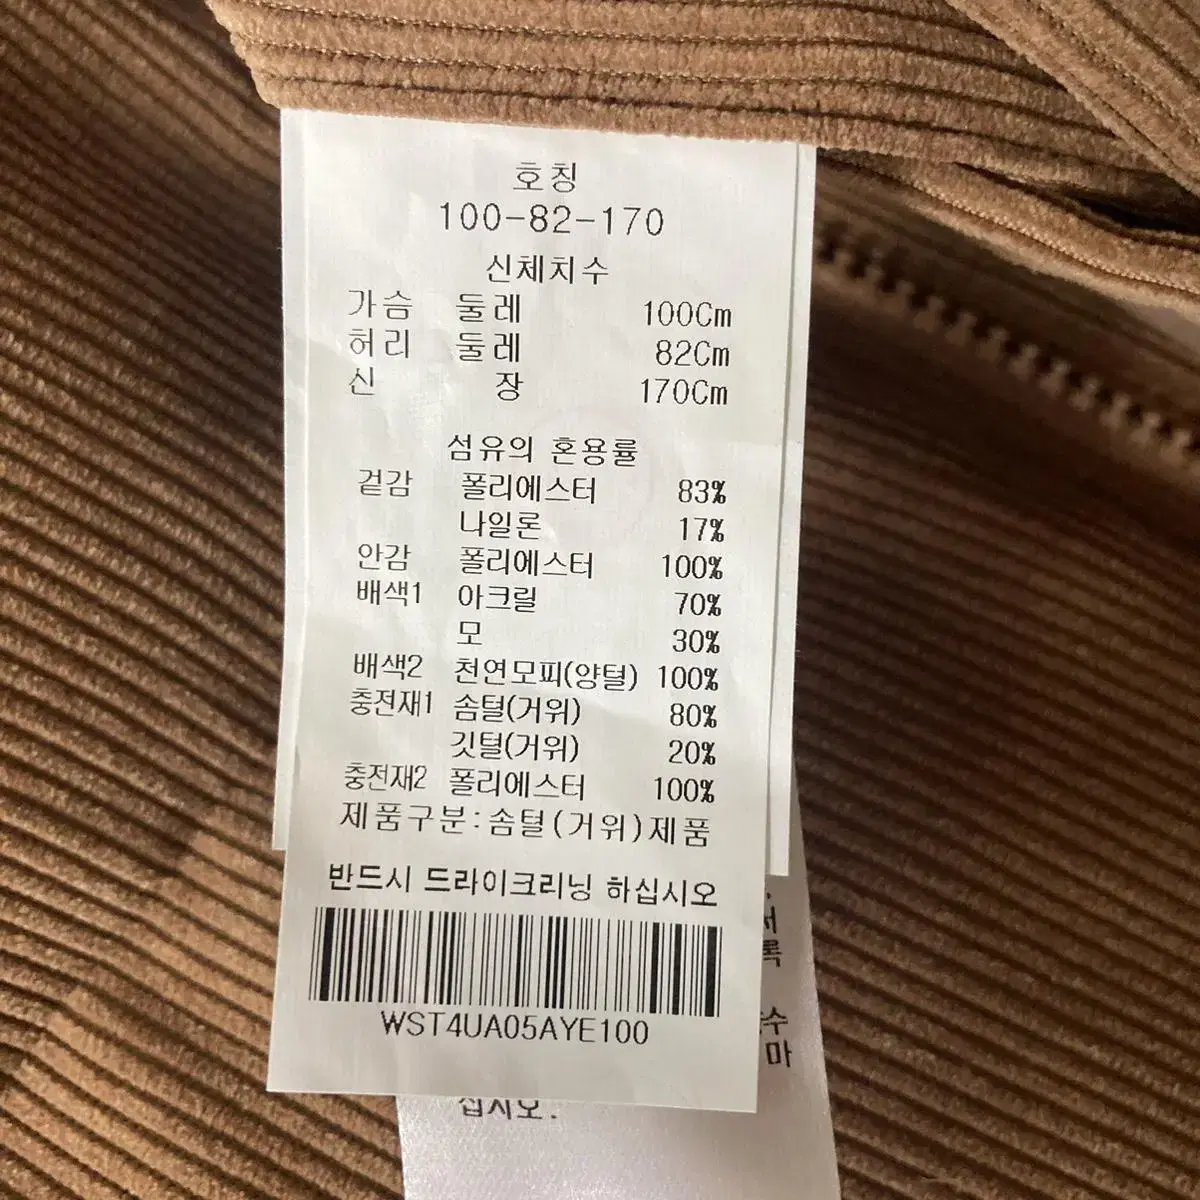 호칭
100-82-170
신체치수
가슴 둘레 100Cm
허리 둘레 82Cm
신 장 170Cm
섬유의 혼용률
겉감 폴리에스터 83%
나일론 17%
안감 폴리에스터 100%
배색1 아크릴 70%
모 30%
배색2 천연모피(양털) 100%
충전재1 솜털(거위) 80%
깃털(거위) 20%
충전재2 폴리에스터 100%
제품구분:솜털(거위)제품
반드시 드라이크리닝 하십시오
WST4UA05AYE100
록
수
마
십시오.